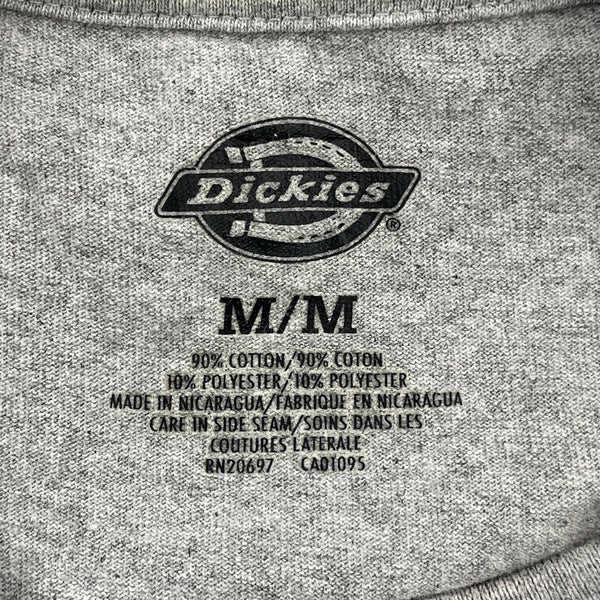 Dickies®
M/M
90% COTTON/90% COTON
10% POLYESTER/10% POLYESTER
MADE IN NICARAGUA/FABRIQUE EN NICARAGUA
CARE IN SIDE SEAM/SOINS DANS LES
COUTURES LATERALE
RN20697 CA01095